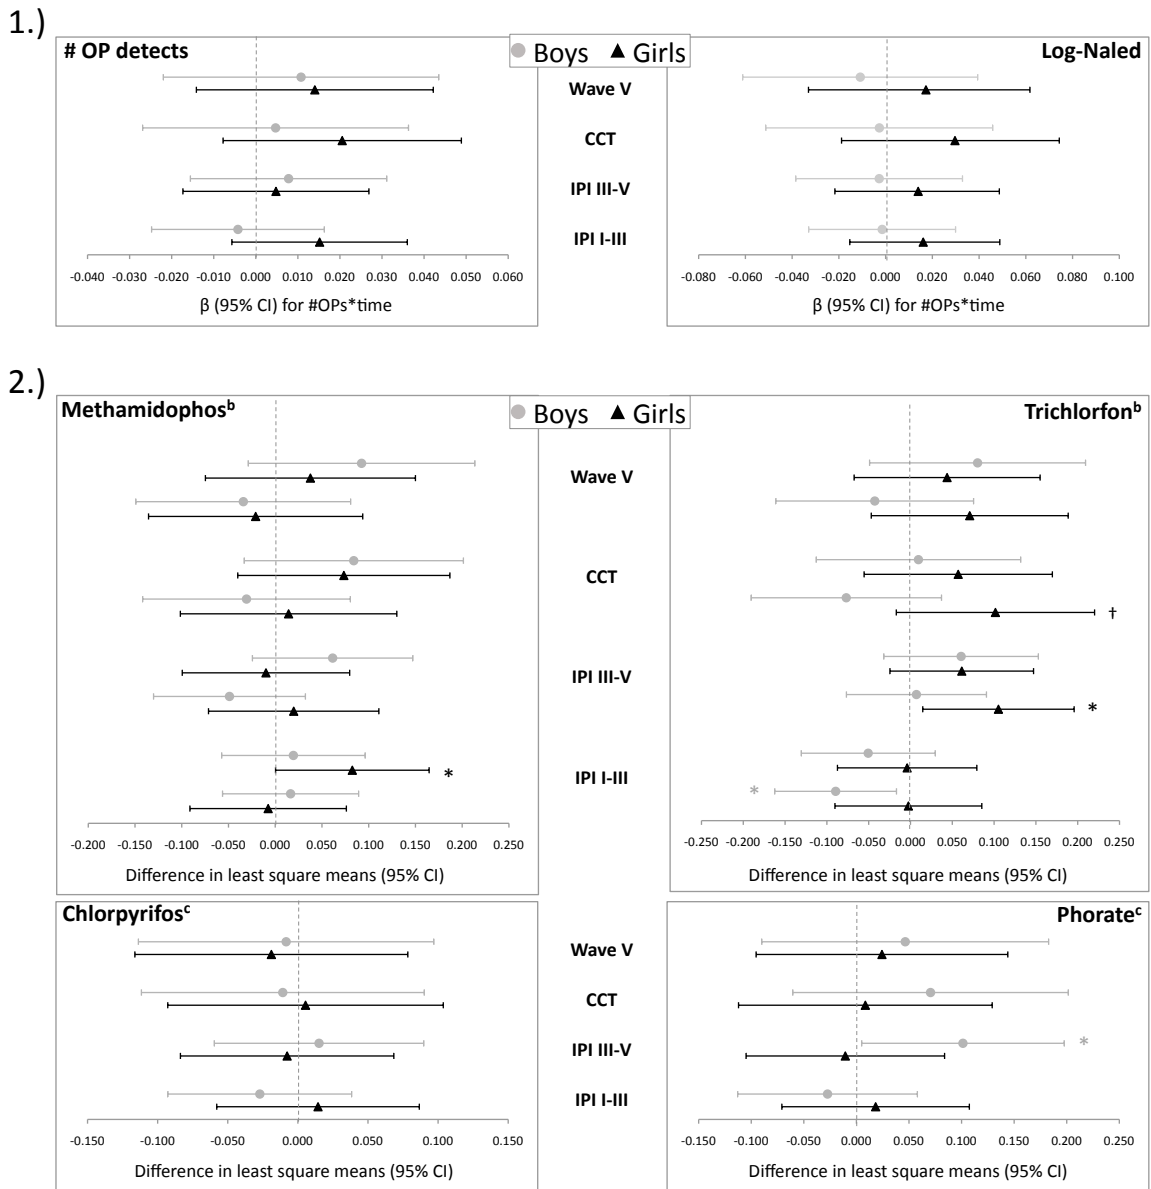 1.)
# OP detects
Boys Girls
Log-Naled
Wave V
CCT
IPI III-V
IPI I-III
-0.040 -0.030 -0.020 -0.010 0.000 0.010 0.020 0.030 0.040 0.050 0.060
-0.080 -0.060 -0.040 -0.020 0.000 0.020 0.040 0.060 0.080 0.100
β (95% CI) for #OPs*time
β (95% CI) for #OPs*time
2.)
Methamidophosᵇ
Boys Girls
Trichlorfonᵇ
Wave V
CCT
†
IPI III-V
*
IPI I-III
*
*
-0.200 -0.150 -0.100 -0.050 0.000 0.050 0.100 0.150 0.200 0.250
-0.250 -0.200 -0.150 -0.100 -0.050 0.000 0.050 0.100 0.150 0.200 0.250
Difference in least square means (95% CI)
Difference in least square means (95% CI)
Chlorpyrifosᶜ
Phorateᶜ
Wave V
CCT
IPI III-V
*
IPI I-III
-0.150 -0.100 -0.050 0.000 0.050 0.100 0.150
-0.150 -0.100 -0.050 0.000 0.050 0.100 0.150 0.200 0.250
Difference in least square means (95% CI)
Difference in least square means (95% CI)